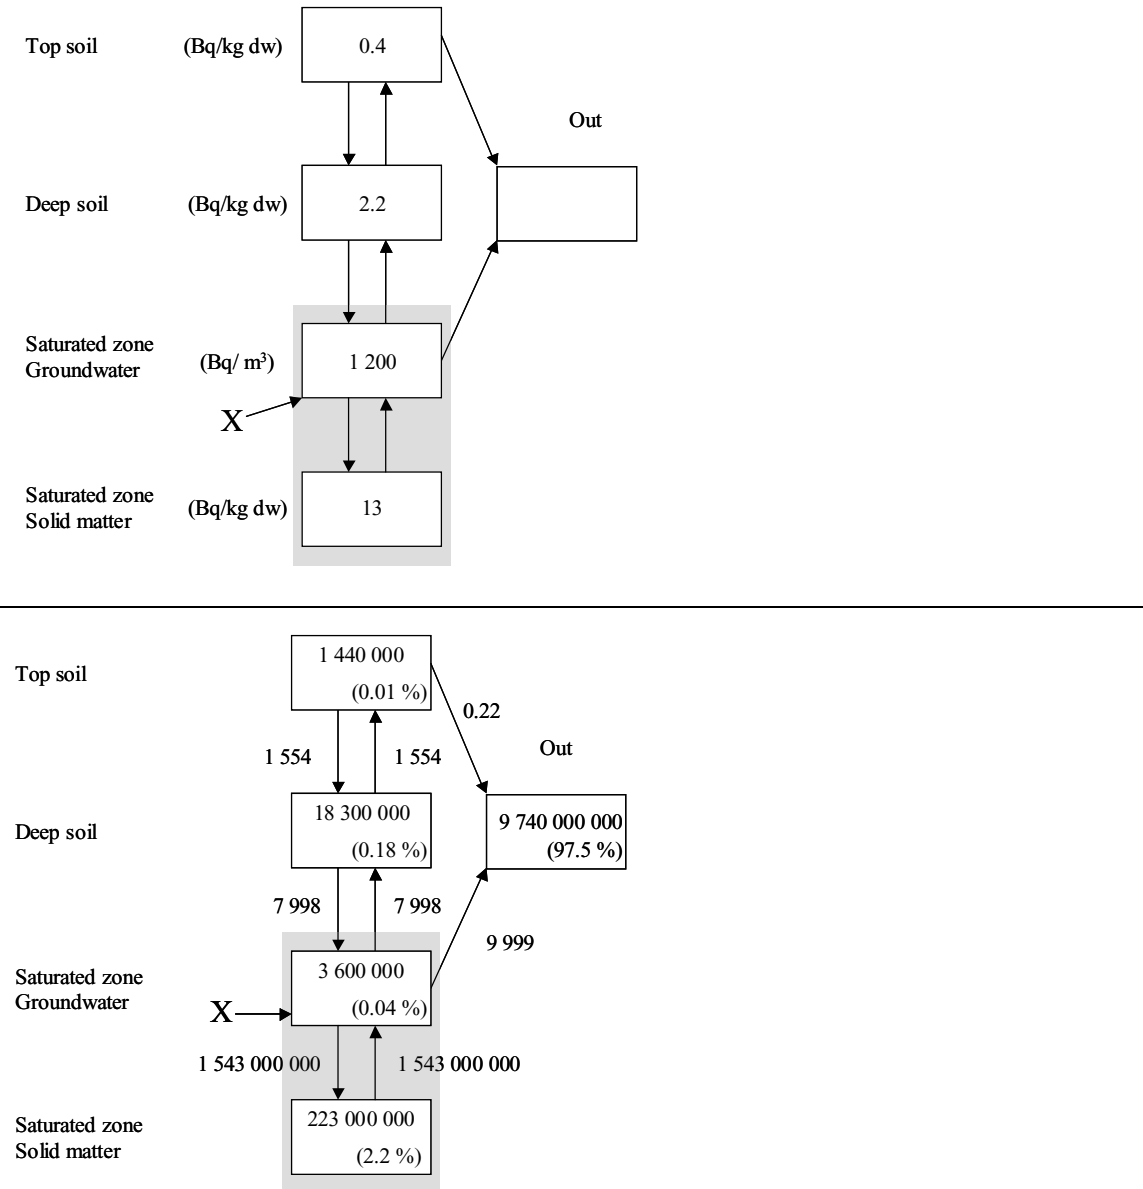 Top soil (Bq/kg dw) 0.4
Out
Deep soil (Bq/kg dw) 2.2
Saturated zone
Groundwater (Bq/ m³) 1 200
X
Saturated zone
Solid matter (Bq/kg dw) 13
Top soil 1 440 000
(0.01 %)
0.22
1 554 1 554
Out
Deep soil 18 300 000
(0.18 %)
9 740 000 000
(97.5 %)
7 998 7 998
9 999
Saturated zone
Groundwater 3 600 000
(0.04 %)
X
1 543 000 000 1 543 000 000
Saturated zone
Solid matter 223 000 000
(2.2 %)